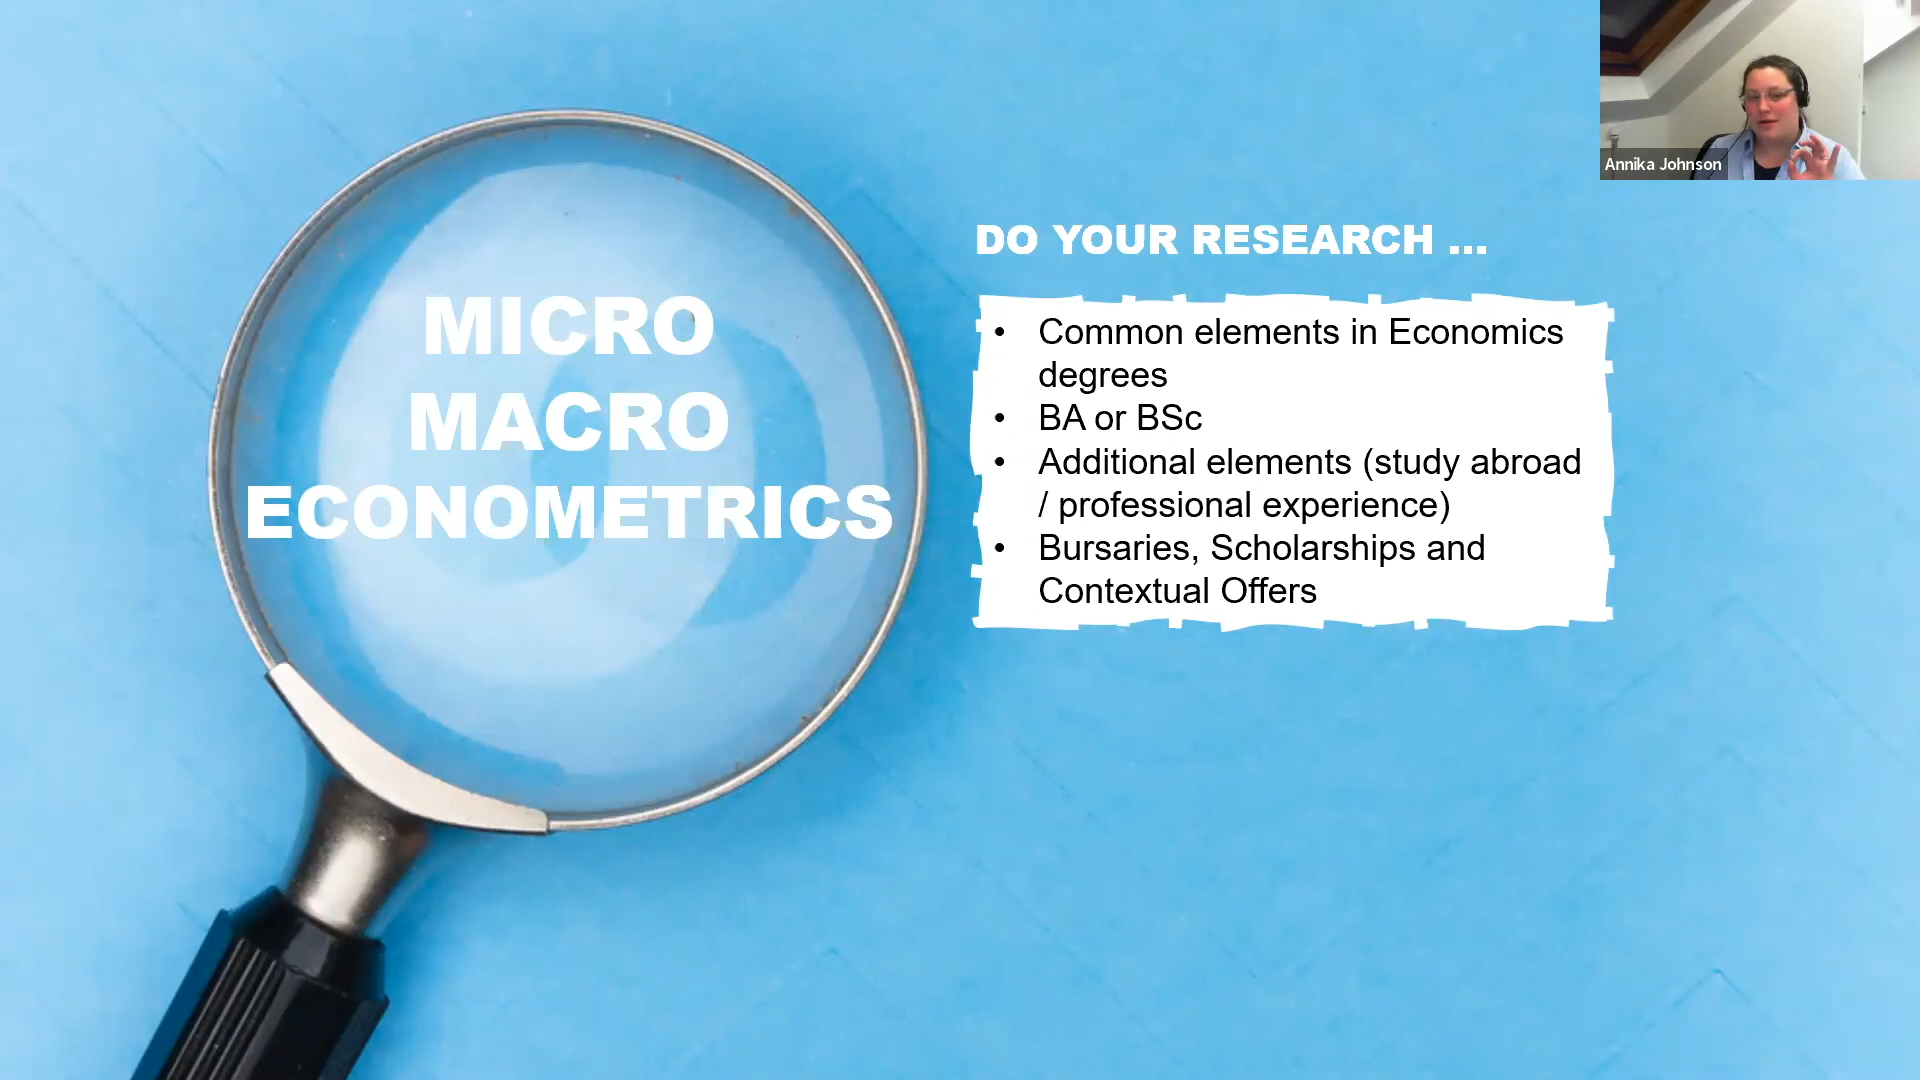 MICRO
MACRO
ECONOMETRICS
DO YOUR RESEARCH ...
• Common elements in Economics
degrees
• BA or BSc
• Additional elements (study abroad
/ professional experience)
• Bursaries, Scholarships and
Contextual Offers
Annika Johnson